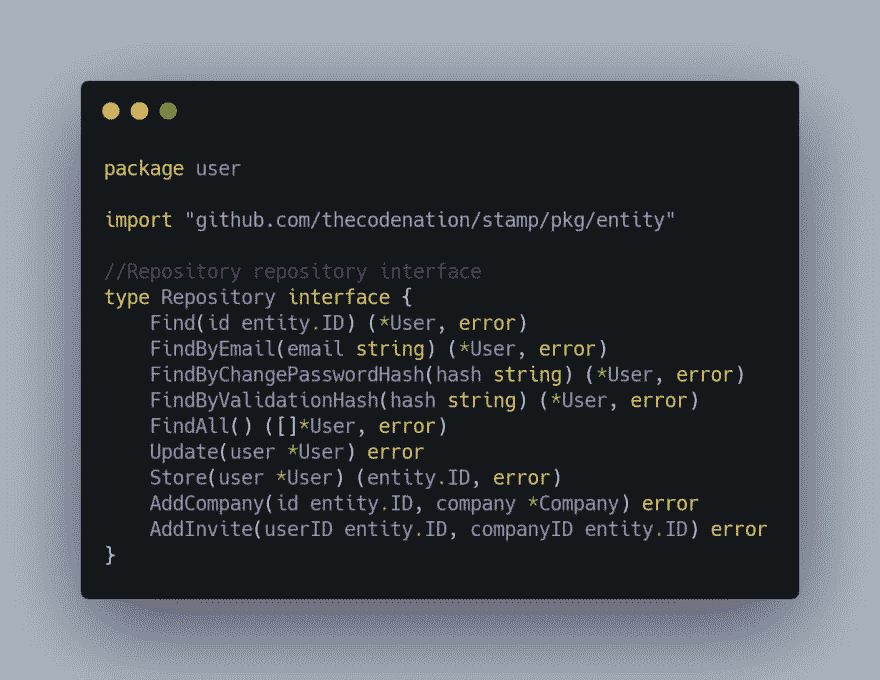 package user
import "github.com/thecodenation/stamp/pkg/entity"
//Repository repository interface
type Repository interface {
    Find(id entity.ID) (*User, error)
    FindByEmail(email string) (*User, error)
    FindByChangePasswordHash(hash string) (*User, error)
    FindByValidationHash(hash string) (*User, error)
    FindAll() ([]*User, error)
    Update(user *User) error
    Store(user *User) (entity.ID, error)
    AddCompany(id entity.ID, company *Company) error
    AddInvite(userID entity.ID, companyID entity.ID) error
}